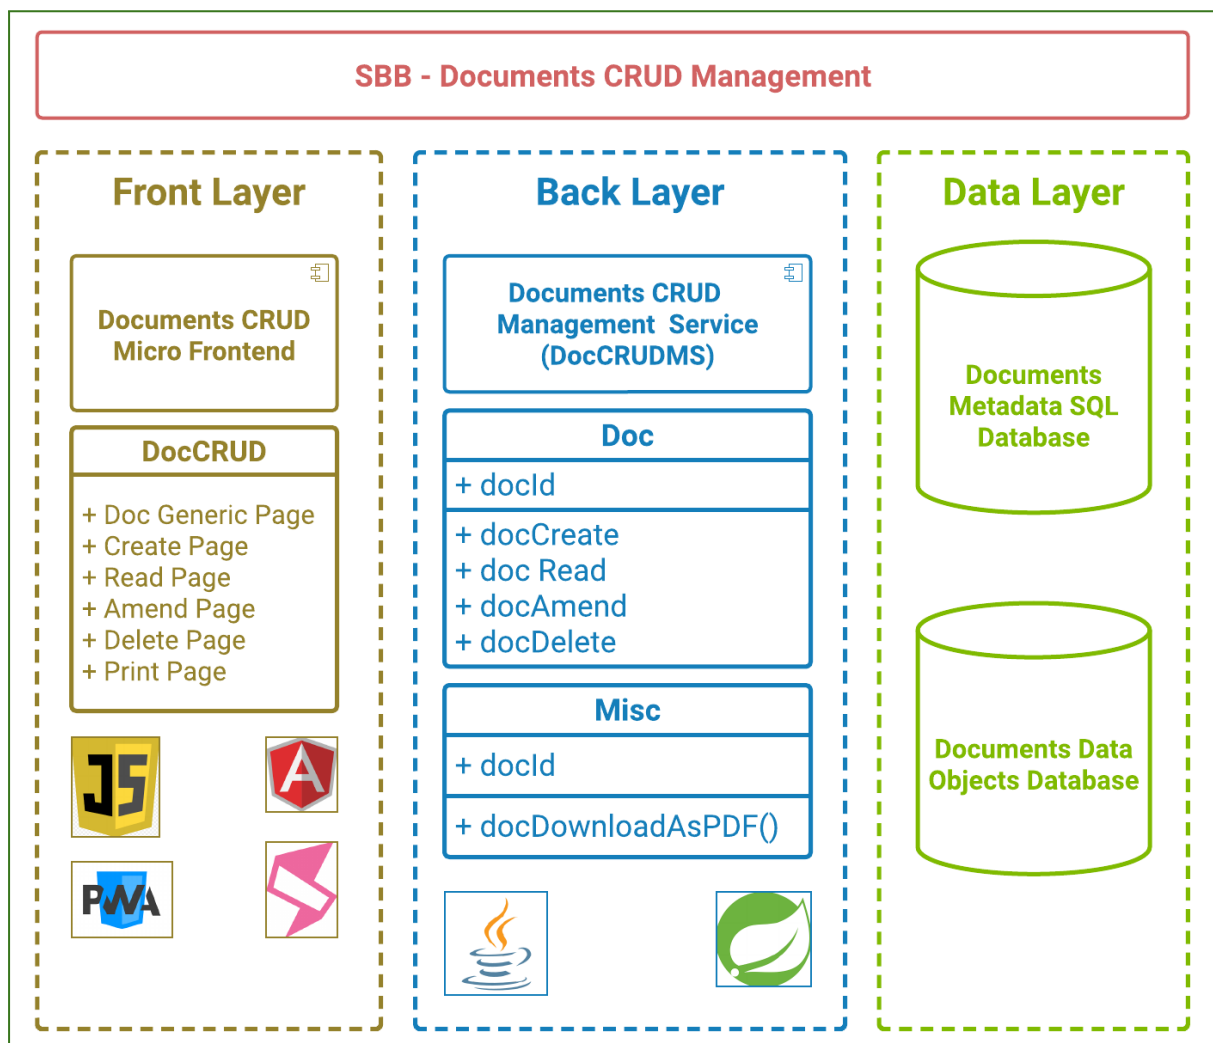 SBB - Documents CRUD Management
Front Layer
Documents CRUD
Micro Frontend
DocCRUD
+ Doc Generic Page
+ Create Page
+ Read Page
+ Amend Page
+ Delete Page
+ Print Page
JS
A
PWA
Back Layer
Documents CRUD
Management Service
(DocCRUDMS)
Doc
+ docId
+ docCreate
+ doc Read
+ docAmend
+ docDelete
Misc
+ docId
+ docDownloadAsPDF()
Data Layer
Documents
Metadata SQL
Database
Documents Data
Objects Database